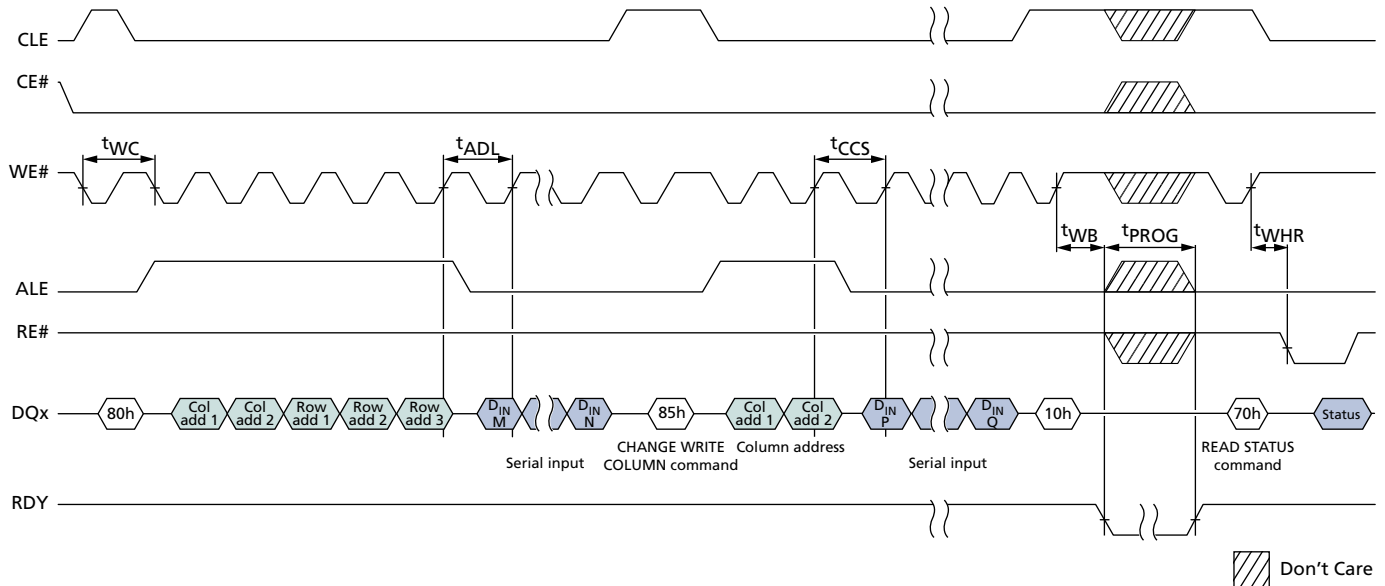 CLE
CE#
tWC
tADL
tCCS
WE#
tWB
tPROG
tWHR
ALE
RE#
DQx
80h
Col add 1
Col add 2
Row add 1
Row add 2
Row add 3
DIN M
DIN N
85h
Col add 1
Col add 2
DIN P
DIN Q
10h
70h
Status
Serial input
CHANGE WRITE
COLUMN command
Column address
Serial input
READ STATUS
command
RDY
Don't Care